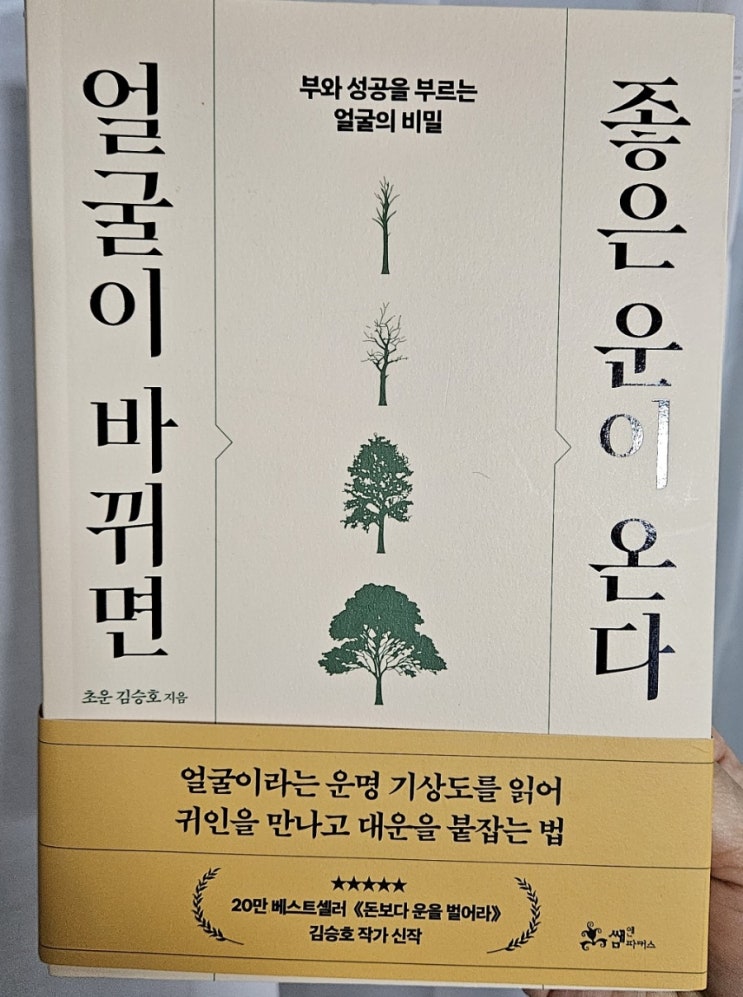 얼굴이 바뀌면
부와 성공을 부르는
얼굴의 비밀
좋은 운이 온다
초운 김승호 지음
얼굴이라는 운명 기상도를 읽어
귀인을 만나고 대운을 붙잡는 법
★★★★★
20만 베스트셀러 《돈보다 운을 벌어라》
김승호 작가 신작
쌤앤파커스